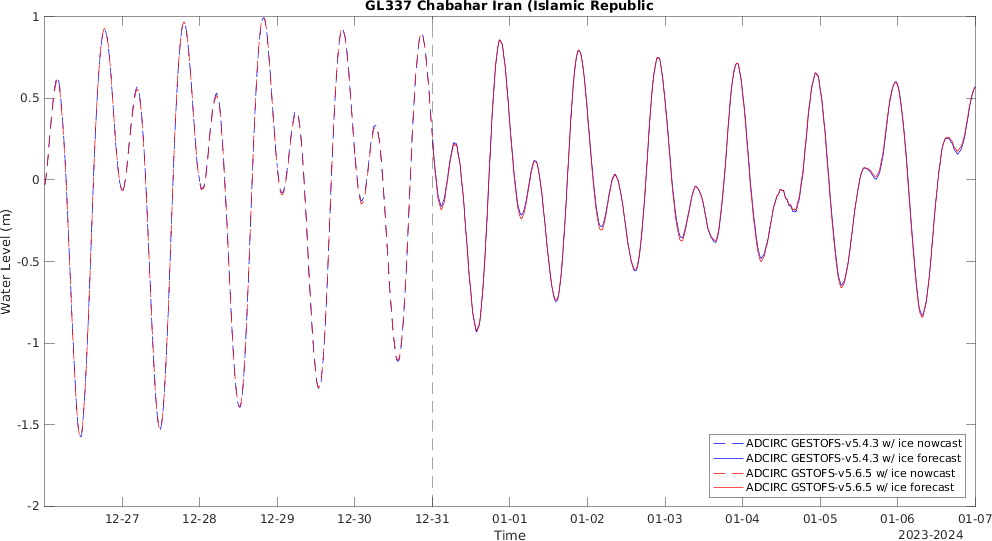 GL337 Chabahar Iran (Islamic Republic
1
0.5
0
-0.5
-1
-1.5
-2
Water Level (m)
12-27
12-28
12-29
12-30
12-31
01-01
01-02
01-03
01-04
01-05
01-06
01-07
Time
2023-2024
ADCIRC GESTOFS-v5.4.3 w/ ice nowcast
ADCIRC GESTOFS-v5.4.3 w/ ice forecast
ADCIRC GSTOFS-v5.6.5 w/ ice nowcast
ADCIRC GSTOFS-v5.6.5 w/ ice forecast